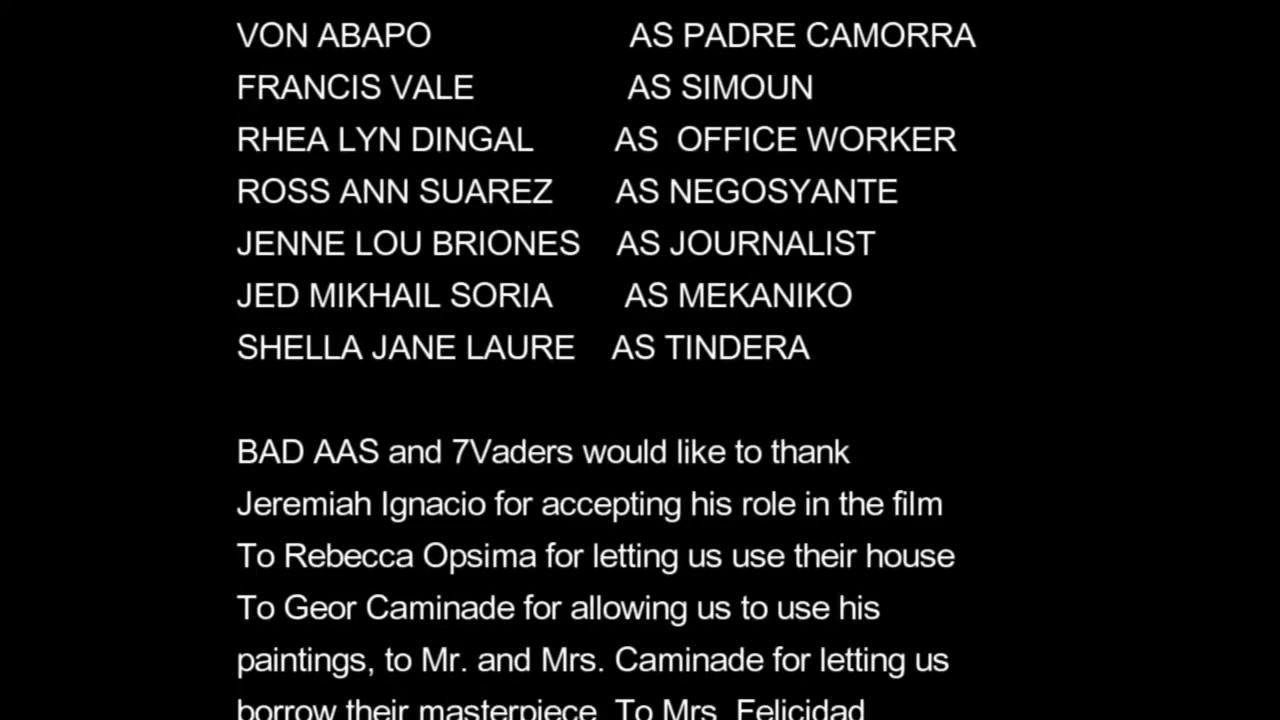 VON ABAPO AS PADRE CAMORRA
FRANCIS VALE AS SIMOUN
RHEA LYN DINGAL AS OFFICE WORKER
ROSS ANN SUAREZ AS NEGOSYANTE
JENNE LOU BRIONES AS JOURNALIST
JED MIKHAIL SORIA AS MEKANIKO
SHELLA JANE LAURE AS TINDERA
BAD AAS and 7Vaders would like to thank
Jeremiah Ignacio for accepting his role in the film
To Rebecca Opsima for letting us use their house
To Geor Caminade for allowing us to use his
paintings, to Mr. and Mrs. Caminade for letting us
borrow their masterpiece. To Mrs. Felicidad